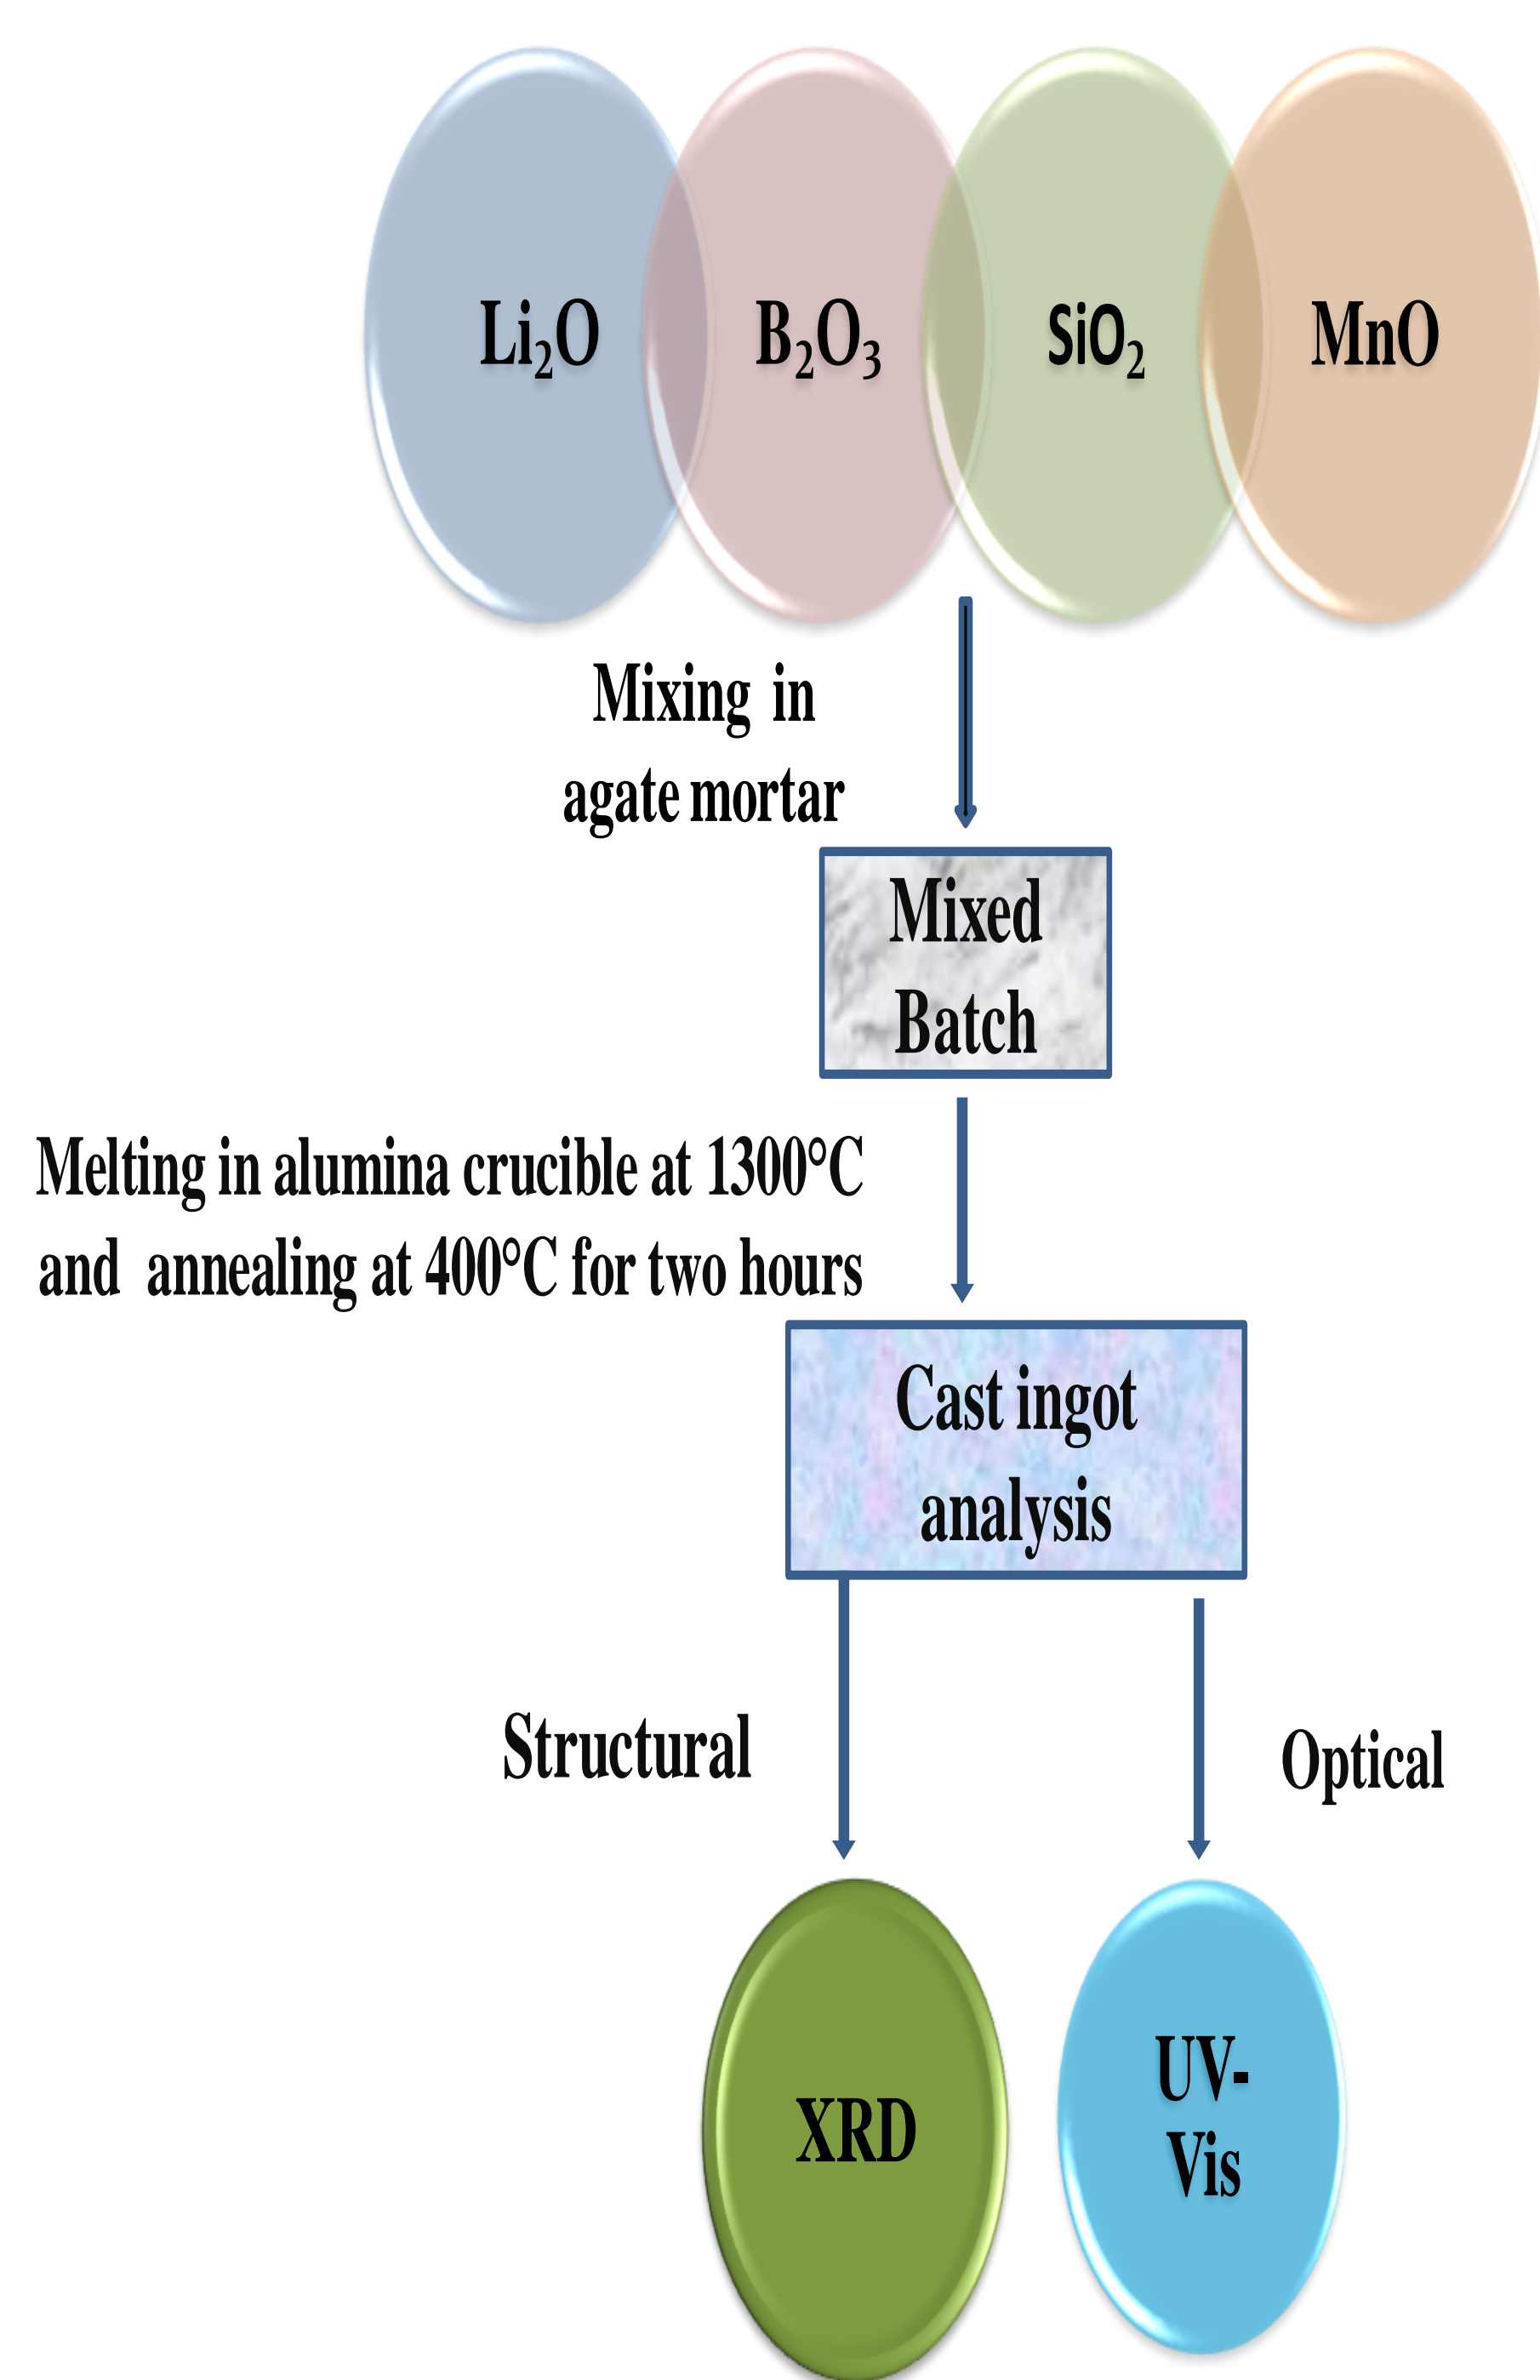 Li₂O
B₂O₃
SiO₂
MnO
Mixing in
agate mortar
Mixed
Batch
Melting in alumina crucible at 1300°C
and annealing at 400°C for two hours
Cast ingot
analysis
Structural
Optical
XRD
UV-
Vis